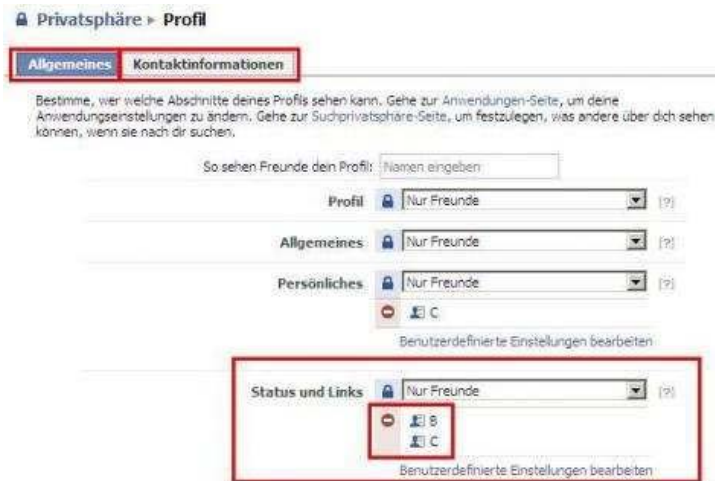 Privatsphäre ▸ Profil
Allgemeines Kontaktinformationen
Bestimme, wer welche Abschnitte deines Profils sehen kann. Gehe zur Anwendungen-Seite, um deine
Anwendungseinstellungen zu ändern. Gehe zur Suchprivatsphäre-Seite, um festzulegen, was andere über dich sehen
können, wenn sie nach dir suchen.
So sehen Freunde dein Profil: Namen eingeben
Profil Nur Freunde [?]
Allgemeines Nur Freunde [?]
Persönliches Nur Freunde [?]
C
Benutzerdefinierte Einstellungen bearbeiten
Status und Links Nur Freunde [?]
B
C
Benutzerdefinierte Einstellungen bearbeiten